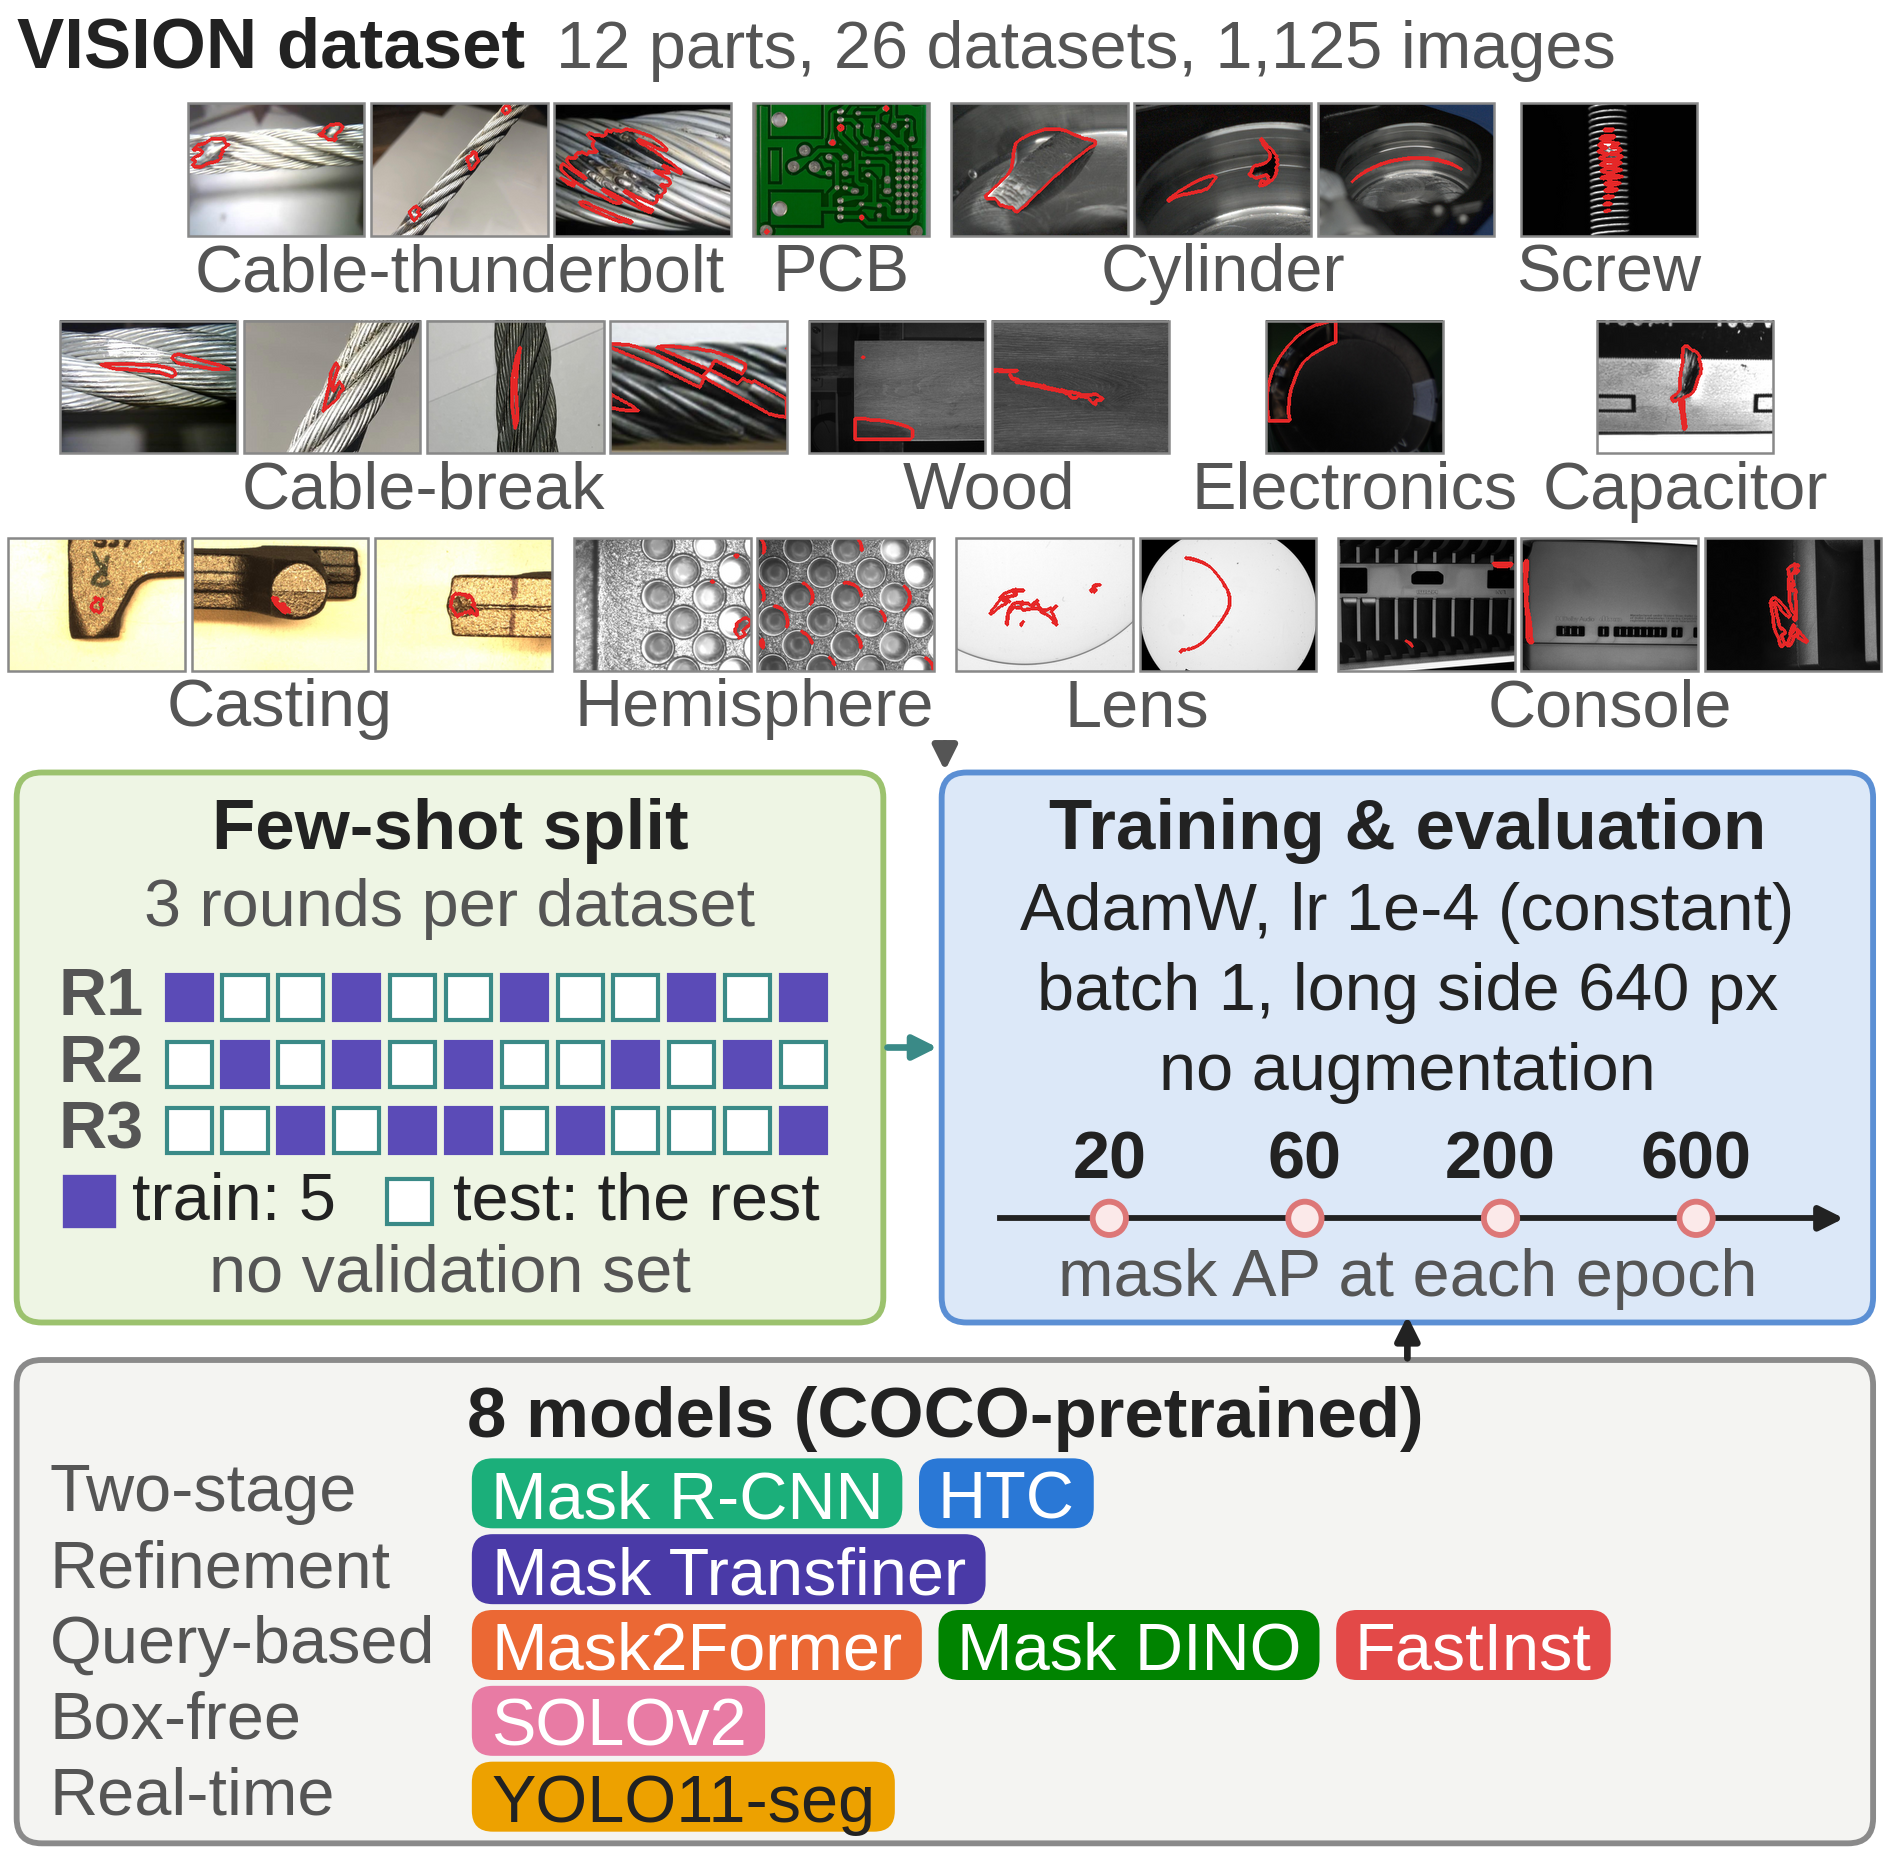 VISION dataset 12 parts, 26 datasets, 1,125 images
Cable-thunderbolt PCB Cylinder Screw
Cable-break Wood Electronics Capacitor
Casting Hemisphere Lens Console
Few-shot split
3 rounds per dataset
R1
R2
R3
train: 5 test: the rest
no validation set
Training & evaluation
AdamW, lr 1e-4 (constant)
batch 1, long side 640 px
no augmentation
20 60 200 600
mask AP at each epoch
8 models (COCO-pretrained)
Two-stage Mask R-CNN HTC
Refinement Mask Transfiner
Query-based Mask2Former Mask DINO FastInst
Box-free SOLOv2
Real-time YOLO11-seg